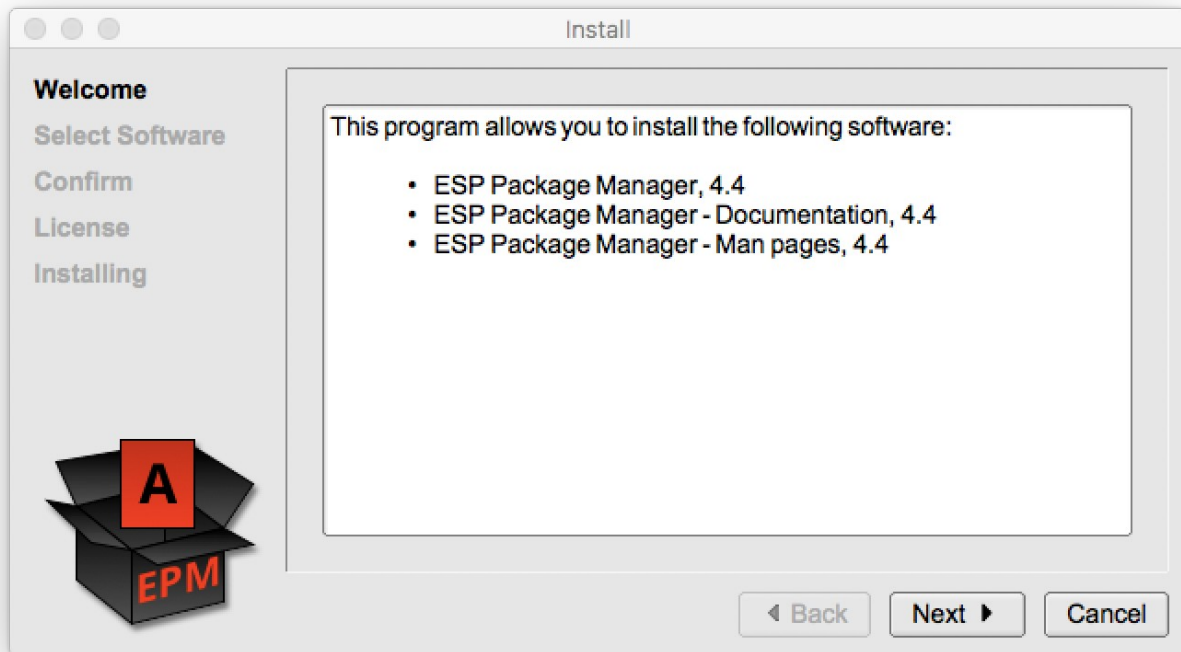 Install
Welcome
Select Software
Confirm
License
Installing
This program allows you to install the following software:
• ESP Package Manager, 4.4
• ESP Package Manager - Documentation, 4.4
• ESP Package Manager - Man pages, 4.4
A
EPM
Back
Next
Cancel